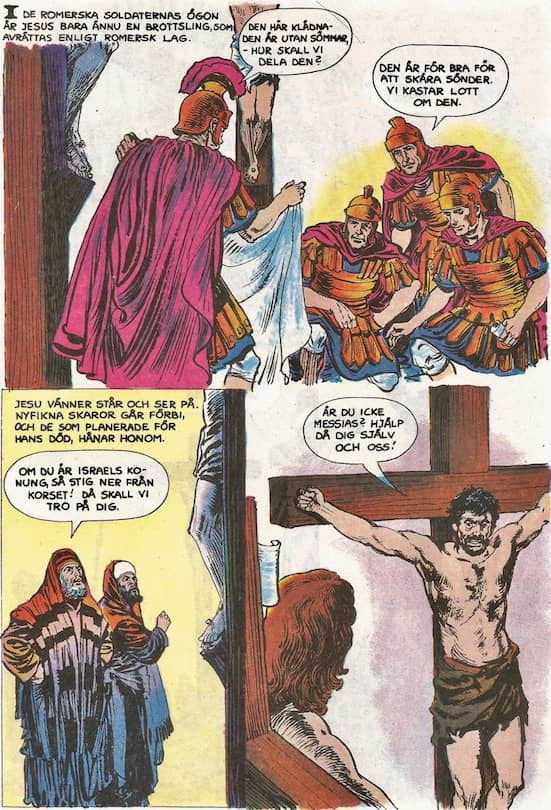 I DE ROMERSKA SOLDATERNAS ÖGON
ÄR JESUS BARA ÄNNU EN BROTTSLING, SOM
AVRÄTTAS ENLIGT ROMERSK LAG.
DEN HÄR KLÄDNA-
DEN ÄR UTAN SÖMMAR,
- HUR SKALL VI
DELA DEN?
DEN ÄR FÖR BRA FÖR
ATT SKÄRA SÖNDER.
VI KASTAR LOTT
OM DEN.
JESU VÄNNER STÅR OCH SER PÅ.
NYFIKNA SKAROR GÅR FÖRBI,
OCH DE SOM PLANERADE FÖR
HANS DÖD, HÅNAR HONOM.
OM DU ÄR ISRAELS KO-
NUNG, SÅ STIG NER FRÅN
KORSET! DÅ SKALL VI
TRO PÅ DIG.
ÄR DU ICKE
MESSIAS? HJÄLP
DÅ DIG SJÄLV
OCH OSS!